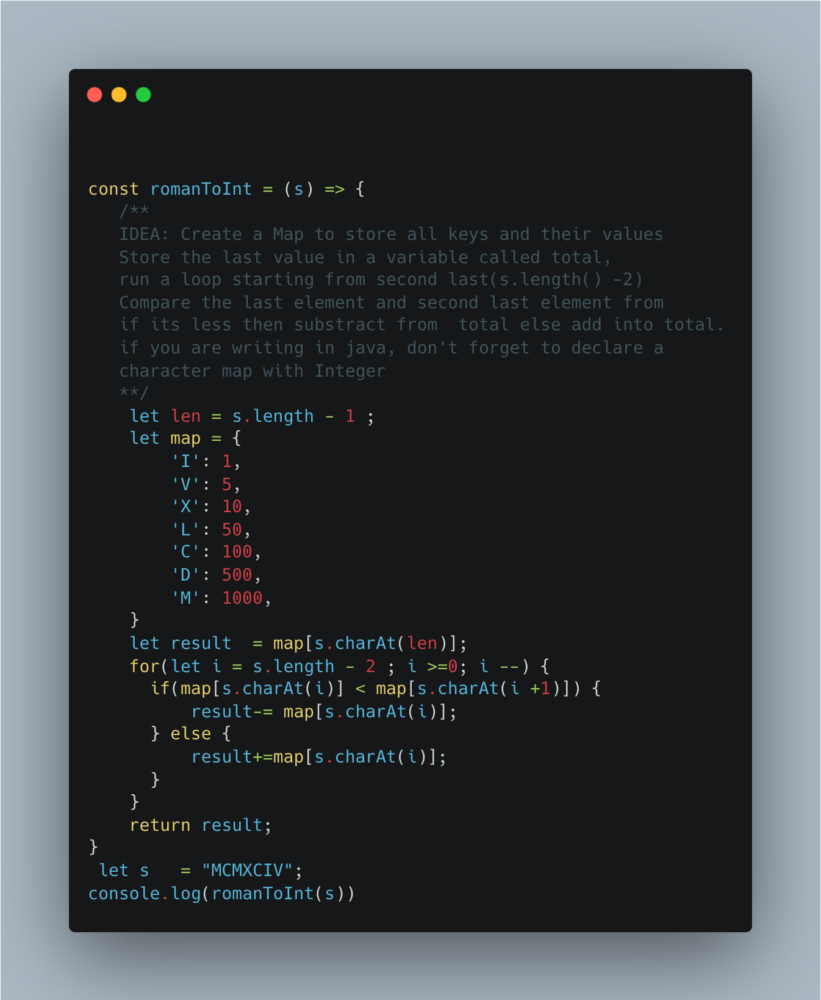 const romanToInt = (s) => {
   /**
   IDEA: Create a Map to store all keys and their values
   Store the last value in a variable called total,
   run a loop starting from second last(s.length() -2)
   Compare the last element and second last element from
   if its less then substract from  total else add into total.
   if you are writing in java, don't forget to declare a
   character map with Integer
   **/
    let len = s.length - 1 ;
    let map = {
        'I': 1,
        'V': 5,
        'X': 10,
        'L': 50,
        'C': 100,
        'D': 500,
        'M': 1000,
    }
    let result  = map[s.charAt(len)];
    for(let i = s.length - 2 ; i >=0; i --) {
      if(map[s.charAt(i)] < map[s.charAt(i +1)]) {
          result-= map[s.charAt(i)];
      } else {
          result+=map[s.charAt(i)];
      }
    }
    return result;
}
 let s   = "MCMXCIV";
console.log(romanToInt(s))